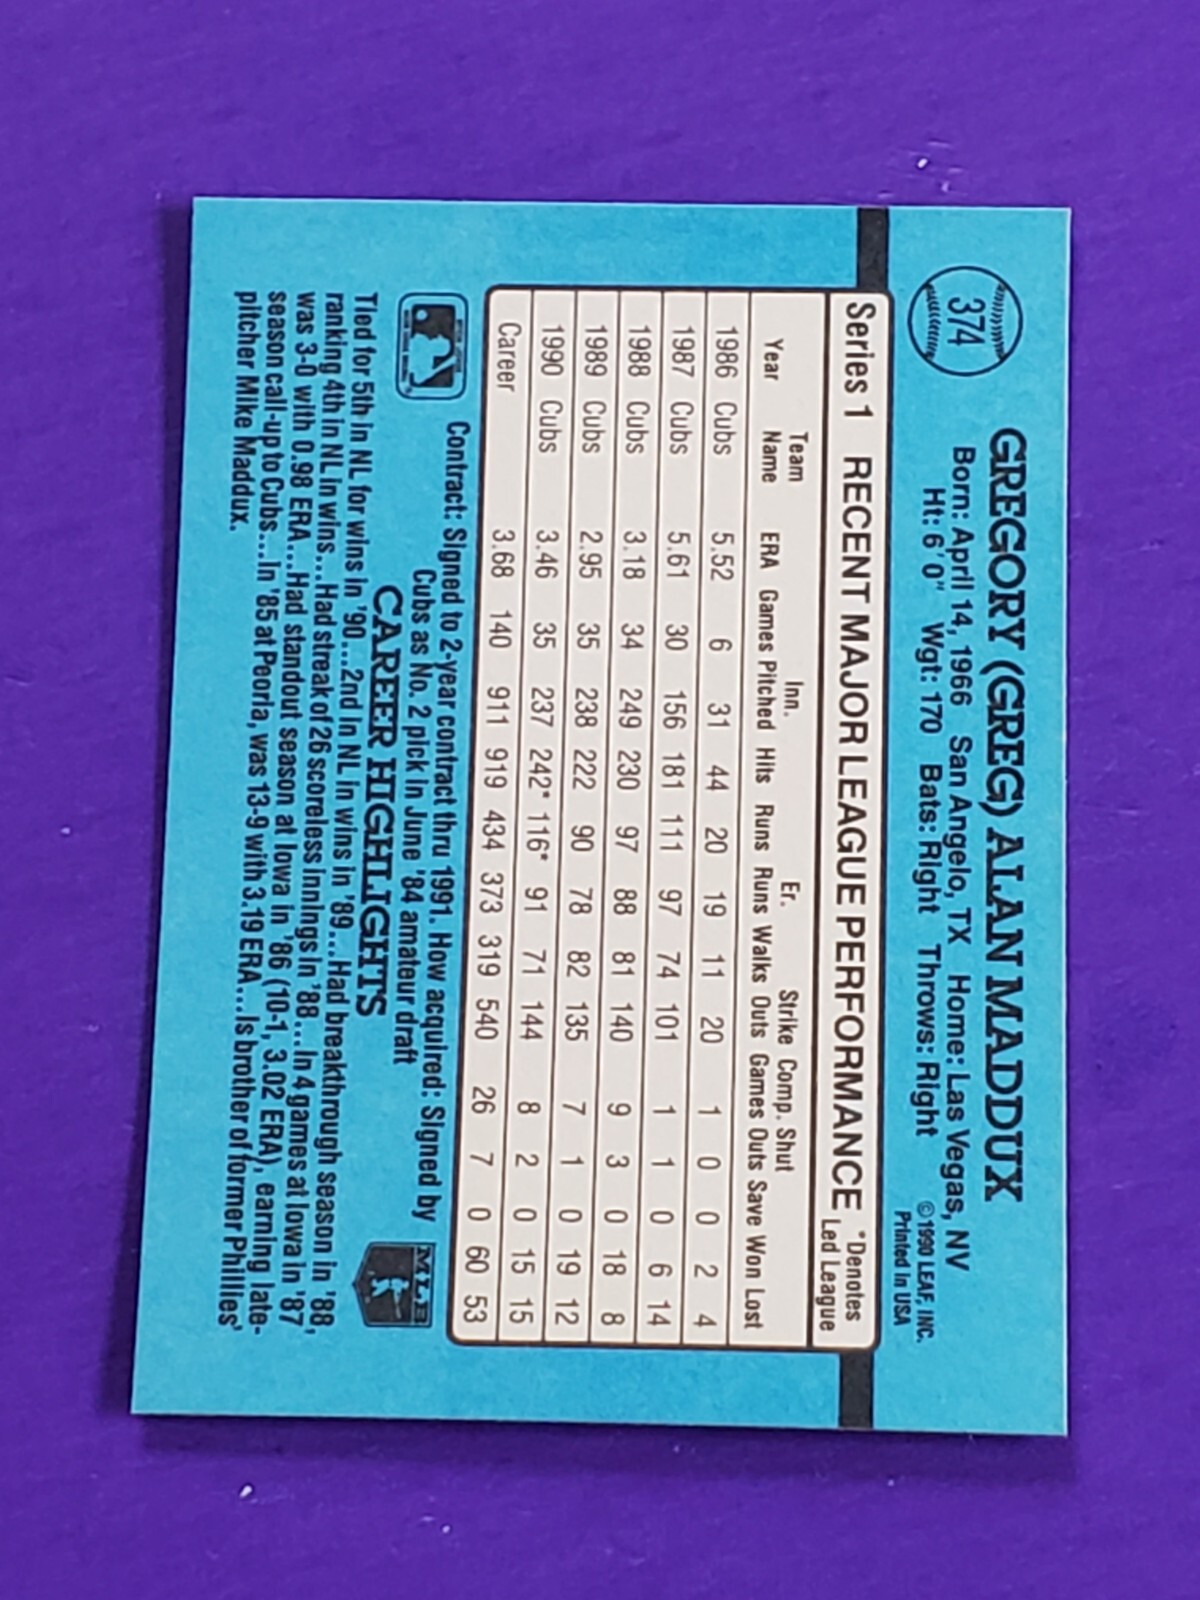 374
GREGORY (GREG) ALAN MADDUX
Born: April 14, 1966 San Angelo, TX Home: Las Vegas, NV
Ht: 6'0" Wgt: 170 Bats: Right Throws: Right
©1990 LEAF, INC.
Printed in USA
Series 1 RECENT MAJOR LEAGUE PERFORMANCE *Denotes Led League
Team Inn. Er. Strike Comp. Shut
Year Name ERA Games Pitched Hits Runs Runs Walks Outs Games Outs Save Won Lost
1986 Cubs 5.52 6 31 44 20 19 11 20 1 0 0 2 4
1987 Cubs 5.61 30 156 181 111 97 74 101 1 1 0 6 14
1988 Cubs 3.18 34 249 230 97 88 81 140 9 3 0 18 8
1989 Cubs 2.95 35 238 222 90 78 82 135 7 1 0 19 12
1990 Cubs 3.46 35 237 242* 116* 91 71 144 8 2 0 15 15
Career 3.68 140 911 919 434 373 319 540 26 7 0 60 53
Contract: Signed to 2-year contract thru 1991. How acquired: Signed by
Cubs as No. 2 pick in June '84 amateur draft
MLB
CAREER HIGHLIGHTS
Tied for 5th in NL for wins in '90...2nd in NL in wins in '89...Had breakthrough season in '88,
ranking 4th in NL in wins...Had streak of 26 scoreless innings in '88...In 4 games at Iowa in '87
was 3-0 with 0.98 ERA...Had standout season at Iowa in '86 (10-1, 3.02 ERA), earning late-
season call-up to Cubs...In '85 at Peoria, was 13-9 with 3.19 ERA...Is brother of former Phillies'
pitcher Mike Maddux.